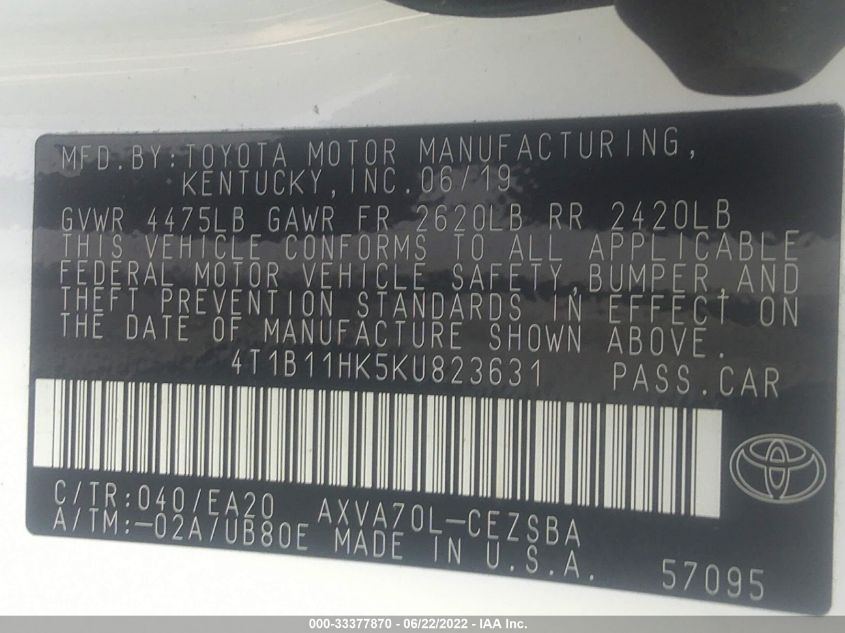 MFD.BY:TOYOTA MOTOR MANUFACTURING,
KENTUCKY,INC.06/19
GVWR 4475LB GAWR FR 2620LB RR 2420LB
THIS VEHICLE CONFORMS TO ALL APPLICABLE
FEDERAL MOTOR VEHICLE SAFETY,BUMPER,AND
THEFT PREVENTION STANDARDS IN EFFECT ON
THE DATE OF MANUFACTURE SHOWN ABOVE.
4T1B11HK5KU823631 PASS.CAR
C/TR:040/EA20 AXVA70L-CEZSBA
A/TM:-02A/UB80E MADE IN U.S.A.
57095
000-33377870 - 06/22/2022 - IAA Inc.